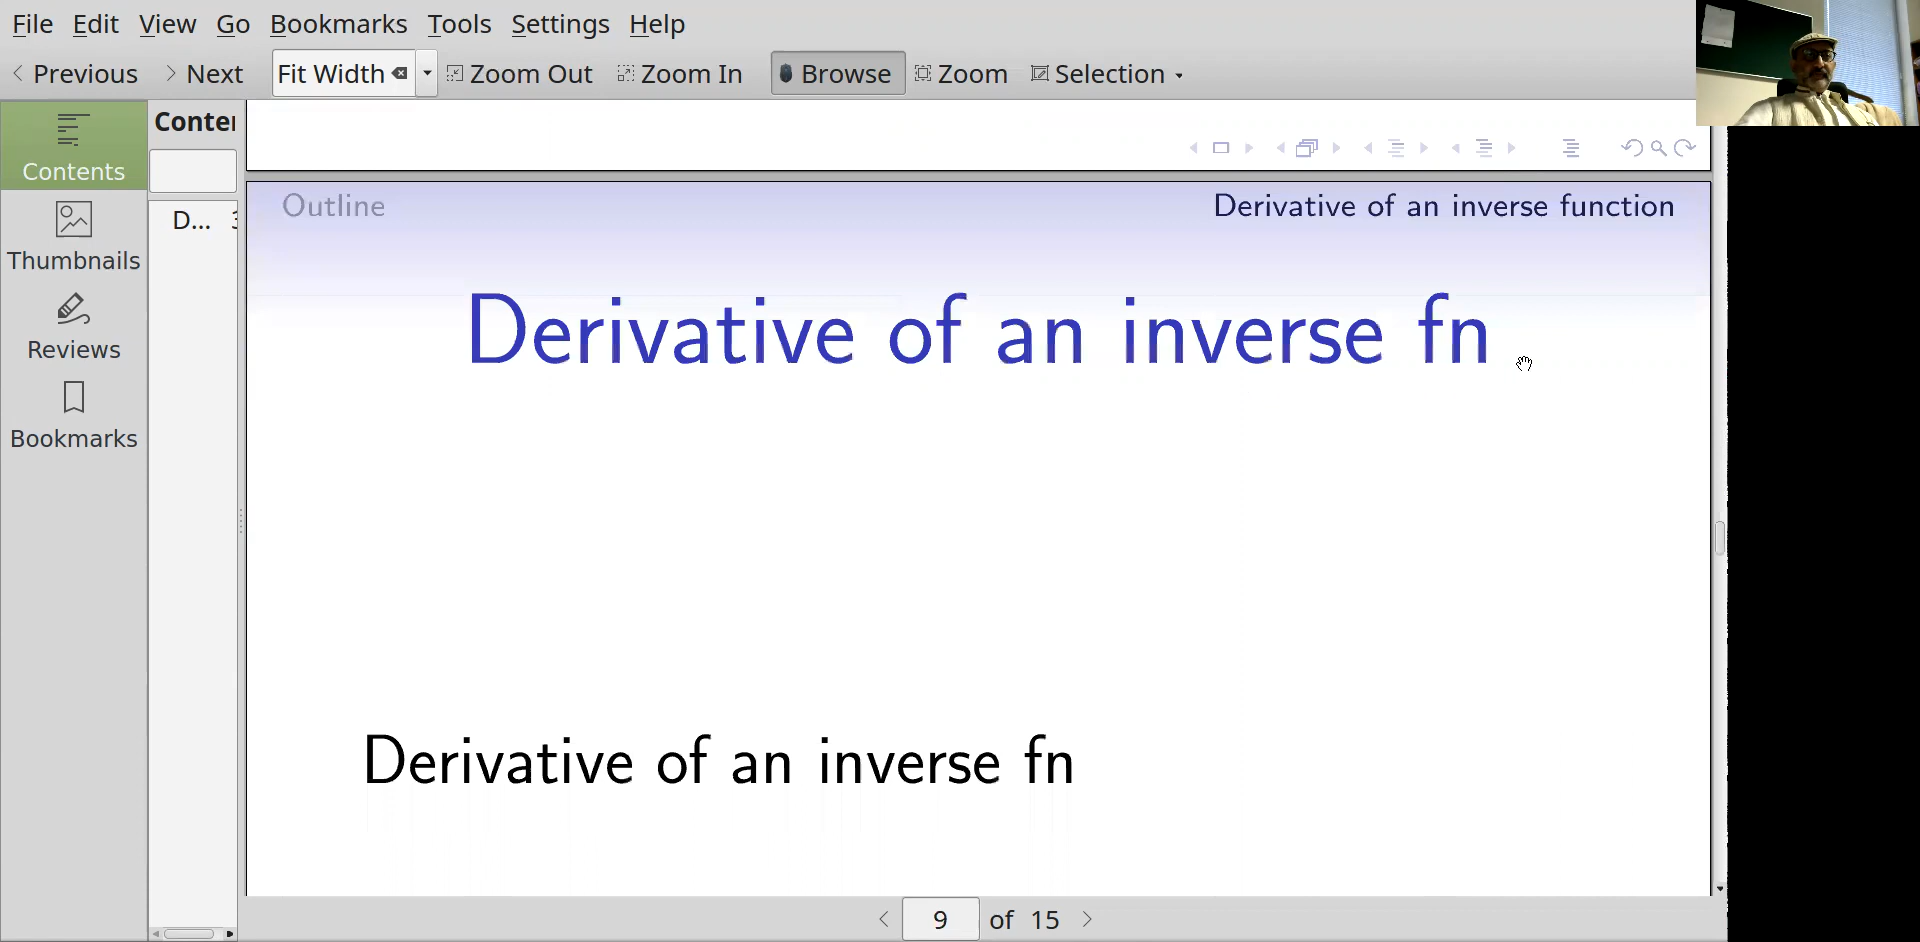 File Edit View Go Bookmarks Tools Settings Help
Previous Next Fit Width Zoom Out Zoom In Browse Zoom Selection
Contents
Conter
D... 3
Thumbnails
Reviews
Bookmarks
Outline Derivative of an inverse function
Derivative of an inverse fn
Derivative of an inverse fn
9 of 15